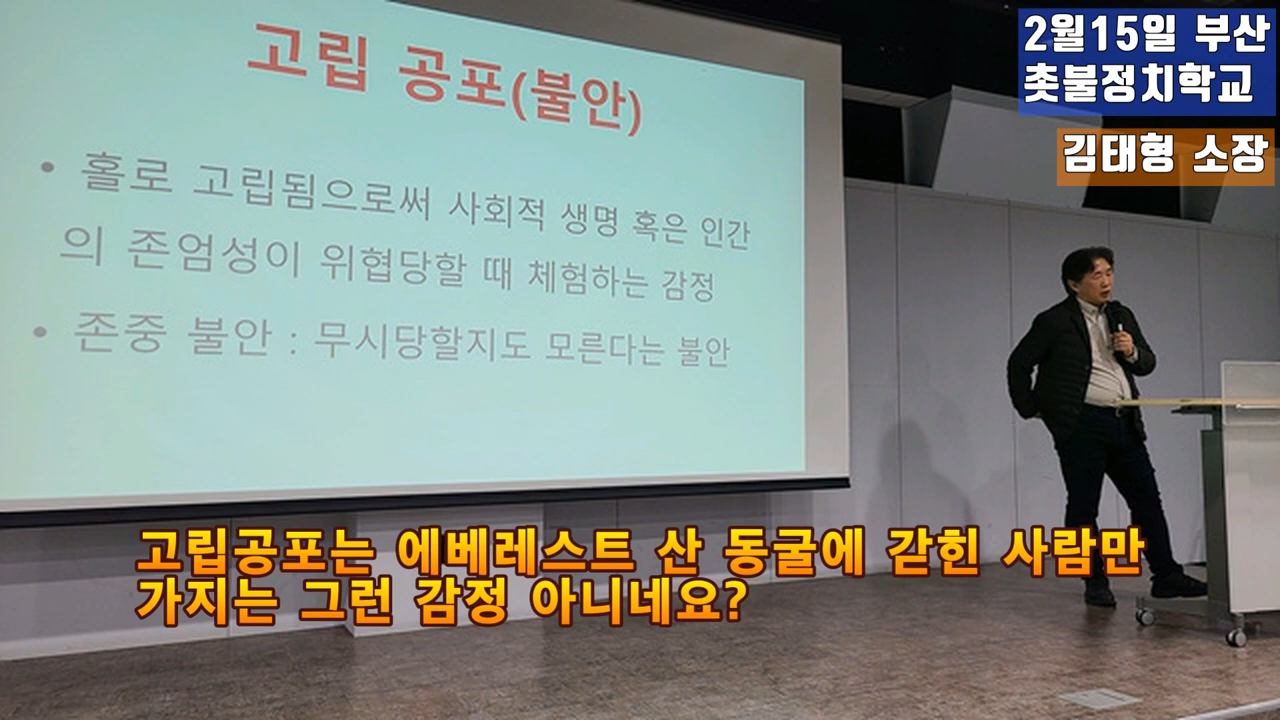 고립 공포(불안)
• 홀로 고립됨으로써 사회적 생명 혹은 인간
의 존엄성이 위협당할 때 체험하는 감정
• 존중 불안 : 무시당할지도 모른다는 불안
2월15일 부산
촛불정치학교
김태형 소장
고립공포는 에베레스트 산 동굴에 갇힌 사람만
가지는 그런 감정 아니네요?